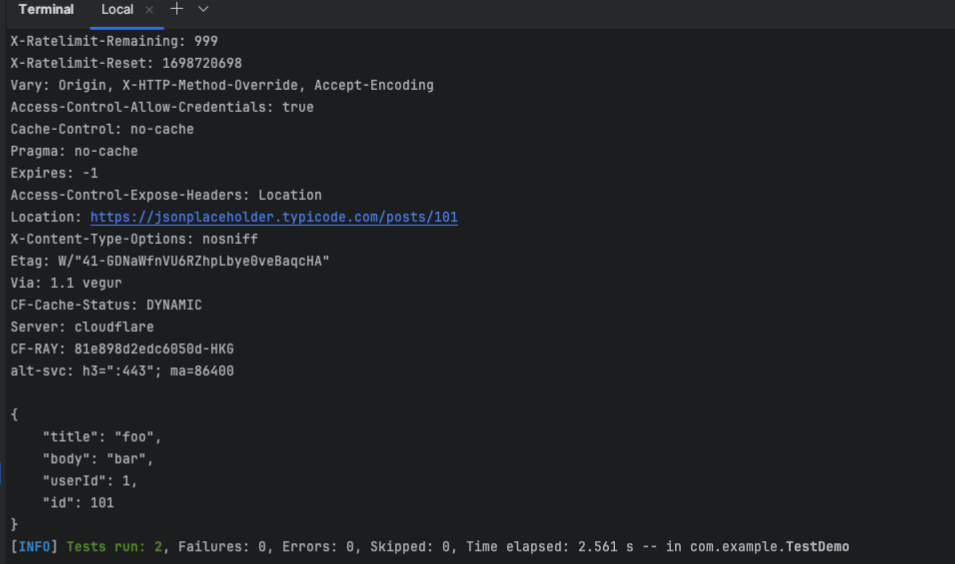 Terminal Local × +
X-Ratelimit-Remaining: 999
X-Ratelimit-Reset: 1698720698
Vary: Origin, X-HTTP-Method-Override, Accept-Encoding
Access-Control-Allow-Credentials: true
Cache-Control: no-cache
Pragma: no-cache
Expires: -1
Access-Control-Expose-Headers: Location
Location: https://jsonplaceholder.typicode.com/posts/101
X-Content-Type-Options: nosniff
Etag: W/"41-GDNaWfnVU6RZhpLbye0veBaqcHA"
Via: 1.1 vegur
CF-Cache-Status: DYNAMIC
Server: cloudflare
CF-RAY: 81e898d2edc6050d-HKG
alt-svc: h3=":443"; ma=86400
{
    "title": "foo",
    "body": "bar",
    "userId": 1,
    "id": 101
}
[INFO] Tests run: 2, Failures: 0, Errors: 0, Skipped: 0, Time elapsed: 2.561 s -- in com.example.TestDemo